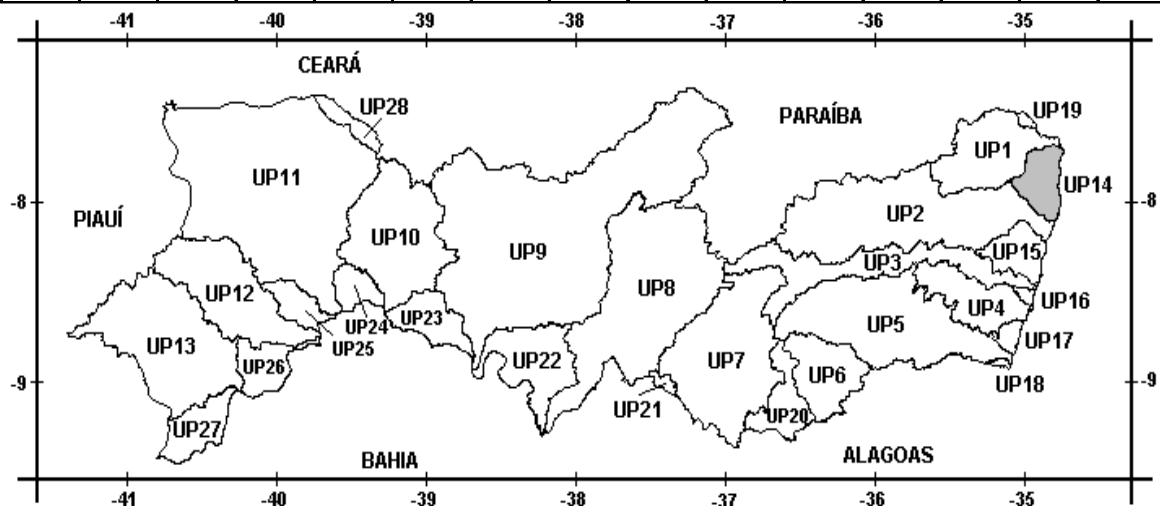 -41 -40 -39 -38 -37 -36 -35
CEARÁ
UP28
PARAÍBA
UP19
UP1
UP11
UP14
-8 -8
PIAUÍ
UP2
UP10
UP9
UP15
UP3
UP12
UP8
UP16
UP4
UP23
UP5
UP24
UP17
UP13
UP25
UP26
UP22
UP7
UP6
-9 -9
UP18
UP21
UP20
UP27
BAHIA
ALAGOAS
-41 -40 -39 -38 -37 -36 -35